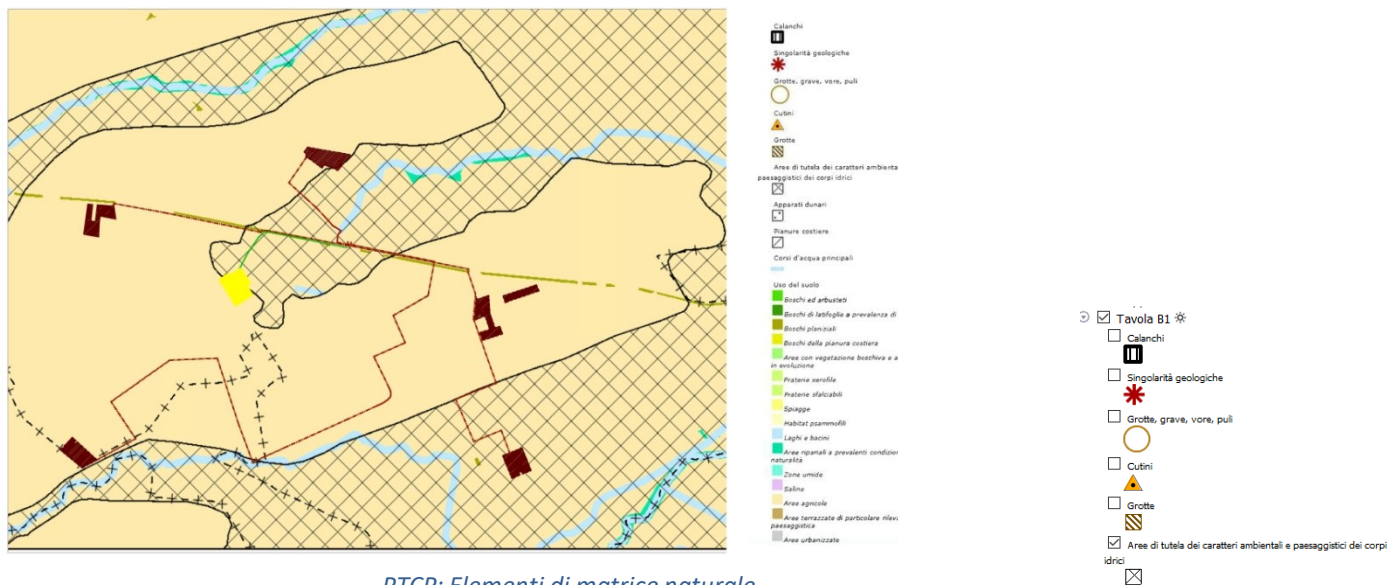 Calanchi
Singolarità geologiche
Grotte, grave, vore, puli
Cutini
Grotte
Aree di tutela dei caratteri ambienta
paesaggistici dei corpi idrici
Apparati dunari
Pianure costiere
Corsi d'acqua principali
Uso del suolo
Boschi ed arbusteti
Boschi di latifoglie a prevalenza di
Boschi planiziali
Boschi della pianura costiera
Aree con vegetazione boschiva e a
in evoluzione
Praterie xerofile
Praterie sfalciabili
Spiagge
Habitat psammofili
Laghi e bacini
Aree ripariali a prevalenti condizion
naturalità
Zone umide
Saline
Aree agricole
Aree terrazzate di particolare rileva
paesaggistica
Aree urbanizzate
Tavola B1
Calanchi
Singolarità geologiche
Grotte, grave, vore, puli
Cutini
Grotte
Aree di tutela dei caratteri ambientali e paesaggistici dei corpi
idrici
PTCP: Elementi di matrice naturale